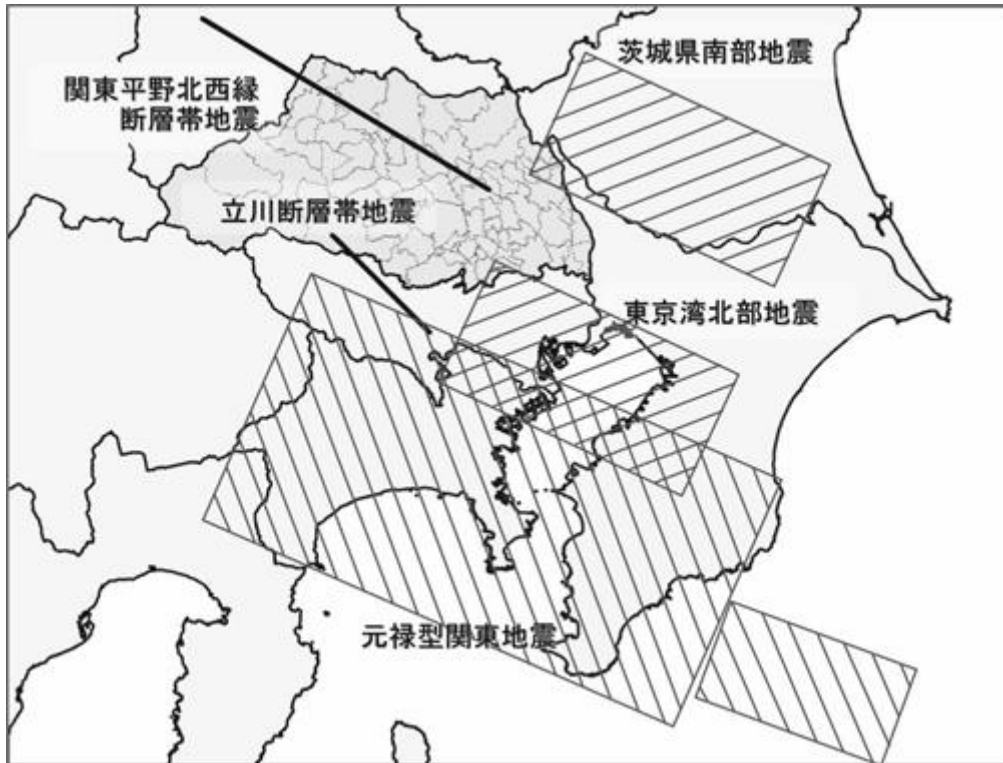 茨城県南部地震
関東平野北西縁
断層帯地震
立川断層帯地震
東京湾北部地震
元禄型関東地震